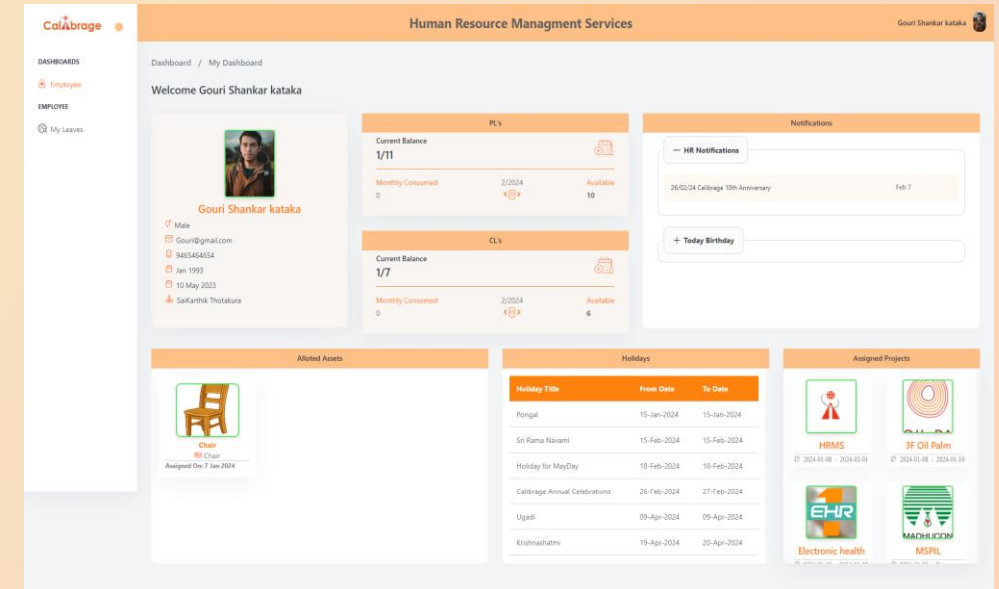 Calibrage
Human Resource Managment Services
Gouri Shankar kataka
DASHBOARDS
Employee
EMPLOYEE
My Leaves
Dashboard / My Dashboard
Welcome Gouri Shankar kataka
Gouri Shankar kataka
Male
Gouri@gmail.com
9465464654
Jan 1993
10 May 2023
SaiKarthik Thotakura
PL's
Current Balance
1/11
Monthly Consumed 2/2024 Available
0 10
CL's
Current Balance
1/7
Monthly Consumed 2/2024 Available
0 6
Notifications
HR Notifications
26/02/24 Calibrage 10th Anniversary Feb 7
Today Birthday
Alloted Assets
Chair
Chair
Assigned On: 7 Jan 2024
Holidays
Holiday Title From Date To Date
Pongal 15-Jan-2024 15-Jan-2024
Sri Rama Navami 15-Feb-2024 15-Feb-2024
Holiday for MayDay 18-Feb-2024 18-Feb-2024
Calibrage Annual Celebrations 26-Feb-2024 27-Feb-2024
Ugadi 09-Apr-2024 09-Apr-2024
Krishnashatmi 19-Apr-2024 20-Apr-2024
Assigned Projects
HRMS
2024-01-08 - 2024-02-01
3F Oil Palm
2024-01-08 - 2024-01-16
EHR
Electronic health
MADHUCON
MSPIL